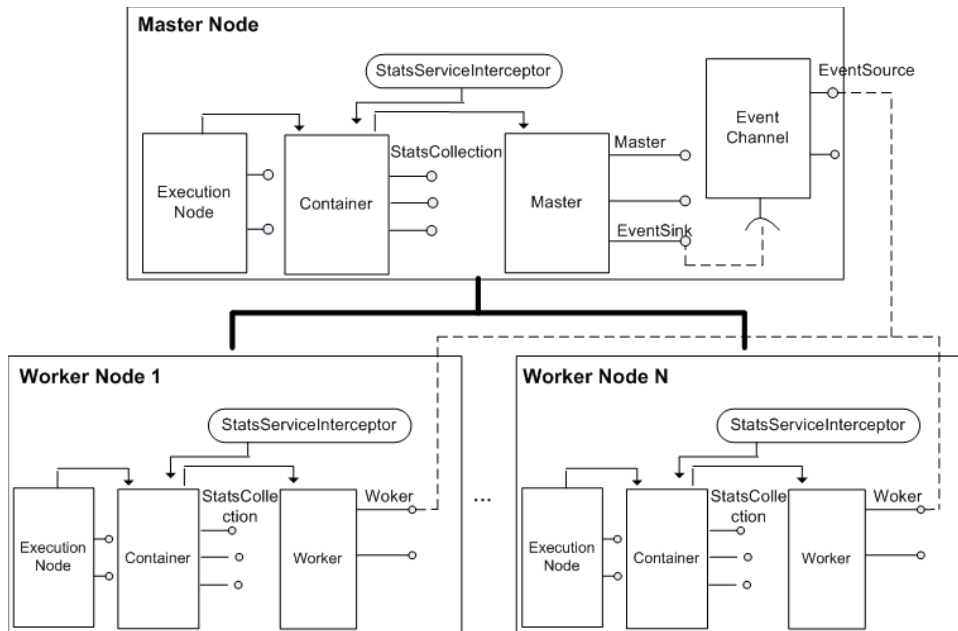 Master Node
StatsServiceInterceptor
EventSource
Event
Channel
Master
StatsCollection
Execution
Node
Container
Master
EventSink
Worker Node 1
StatsServiceInterceptor
StatsColle
ction
Woker
Execution
Node
Container
Worker
...
Worker Node N
StatsServiceInterceptor
StatsColle
ction
Woker
Execution
Node
Container
Worker